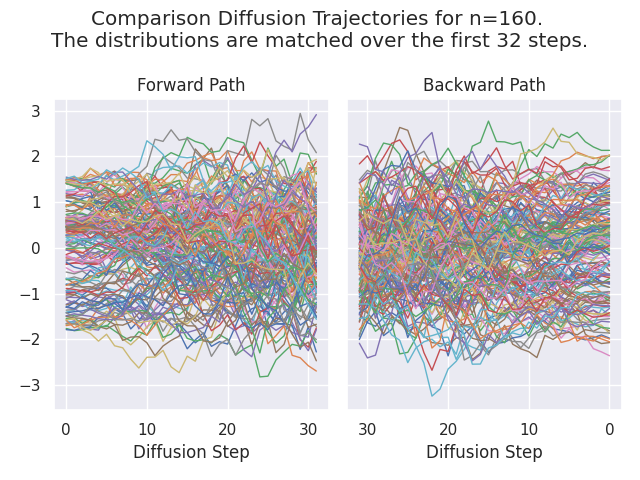 Comparison Diffusion Trajectories for n=160.
The distributions are matched over the first 32 steps.
Forward Path
Backward Path
3
2
1
0
−1
−2
−3
0 10 20 30
30 20 10 0
Diffusion Step
Diffusion Step